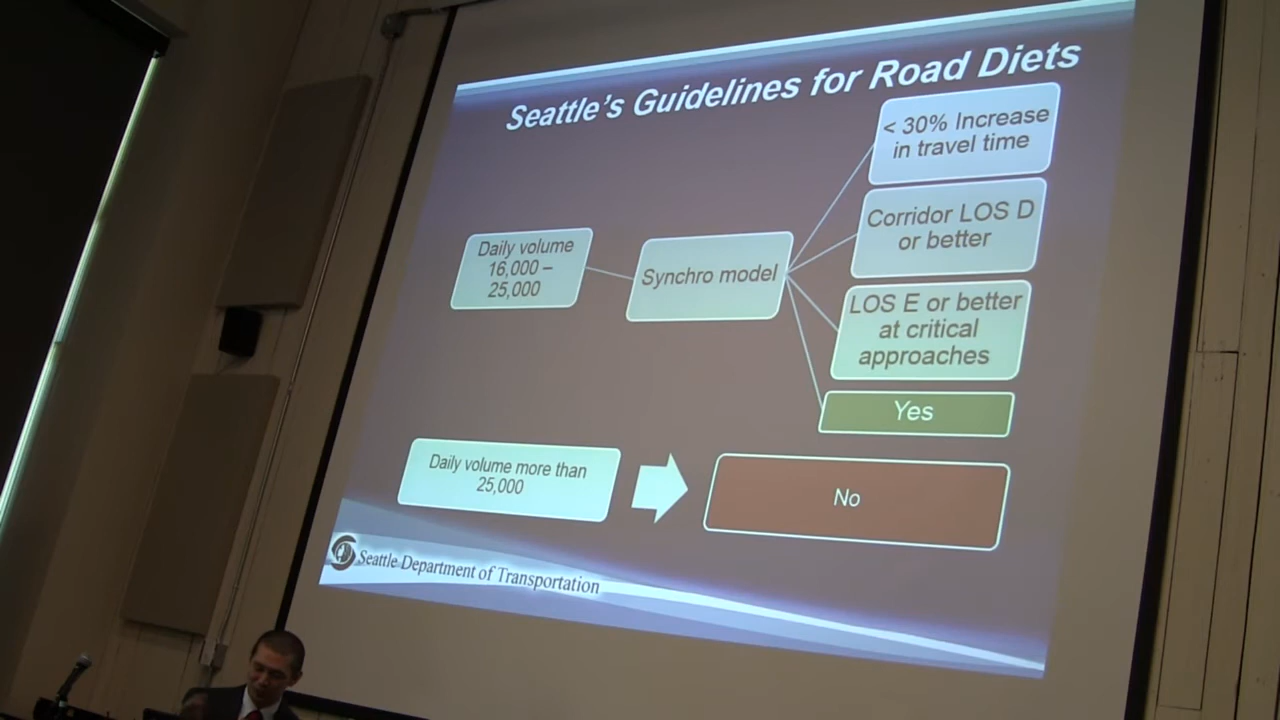 Seattle's Guidelines for Road Diets
< 30% Increase
in travel time
Corridor LOS D
or better
Daily volume
16,000 –
25,000
Synchro model
LOS E or better
at critical
approaches
Yes
Daily volume more than
25,000
No
Seattle Department of Transportation